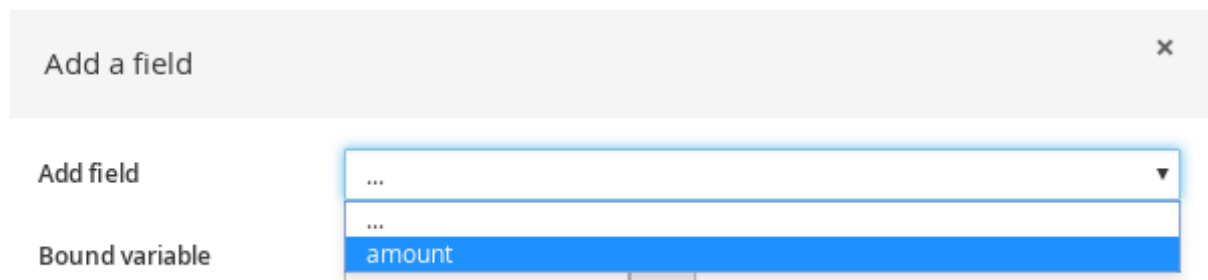 Add a field
×
Add field
...
...
Bound variable
amount